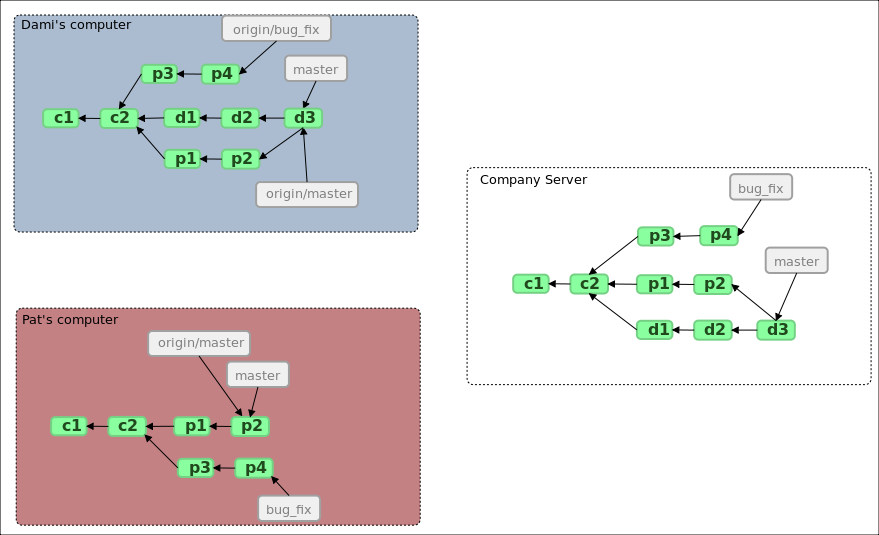 Dami's computer
origin/bug_fix
master
p3
p4
c1
c2
d1
d2
d3
p1
p2
origin/master
Company Server
bug_fix
p3
p4
master
c1
c2
p1
p2
d1
d2
d3
Pat's computer
origin/master
master
c1
c2
p1
p2
p3
p4
bug_fix